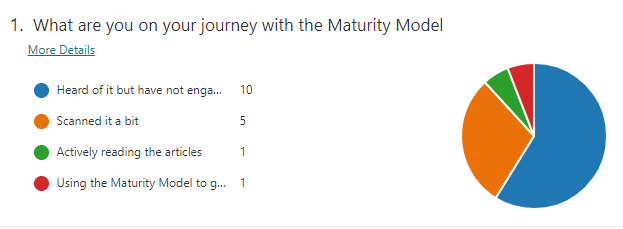 1. What are you on your journey with the Maturity Model
More Details
Heard of it but have not enga... 10
Scanned it a bit 5
Actively reading the articles 1
Using the Maturity Model to g... 1